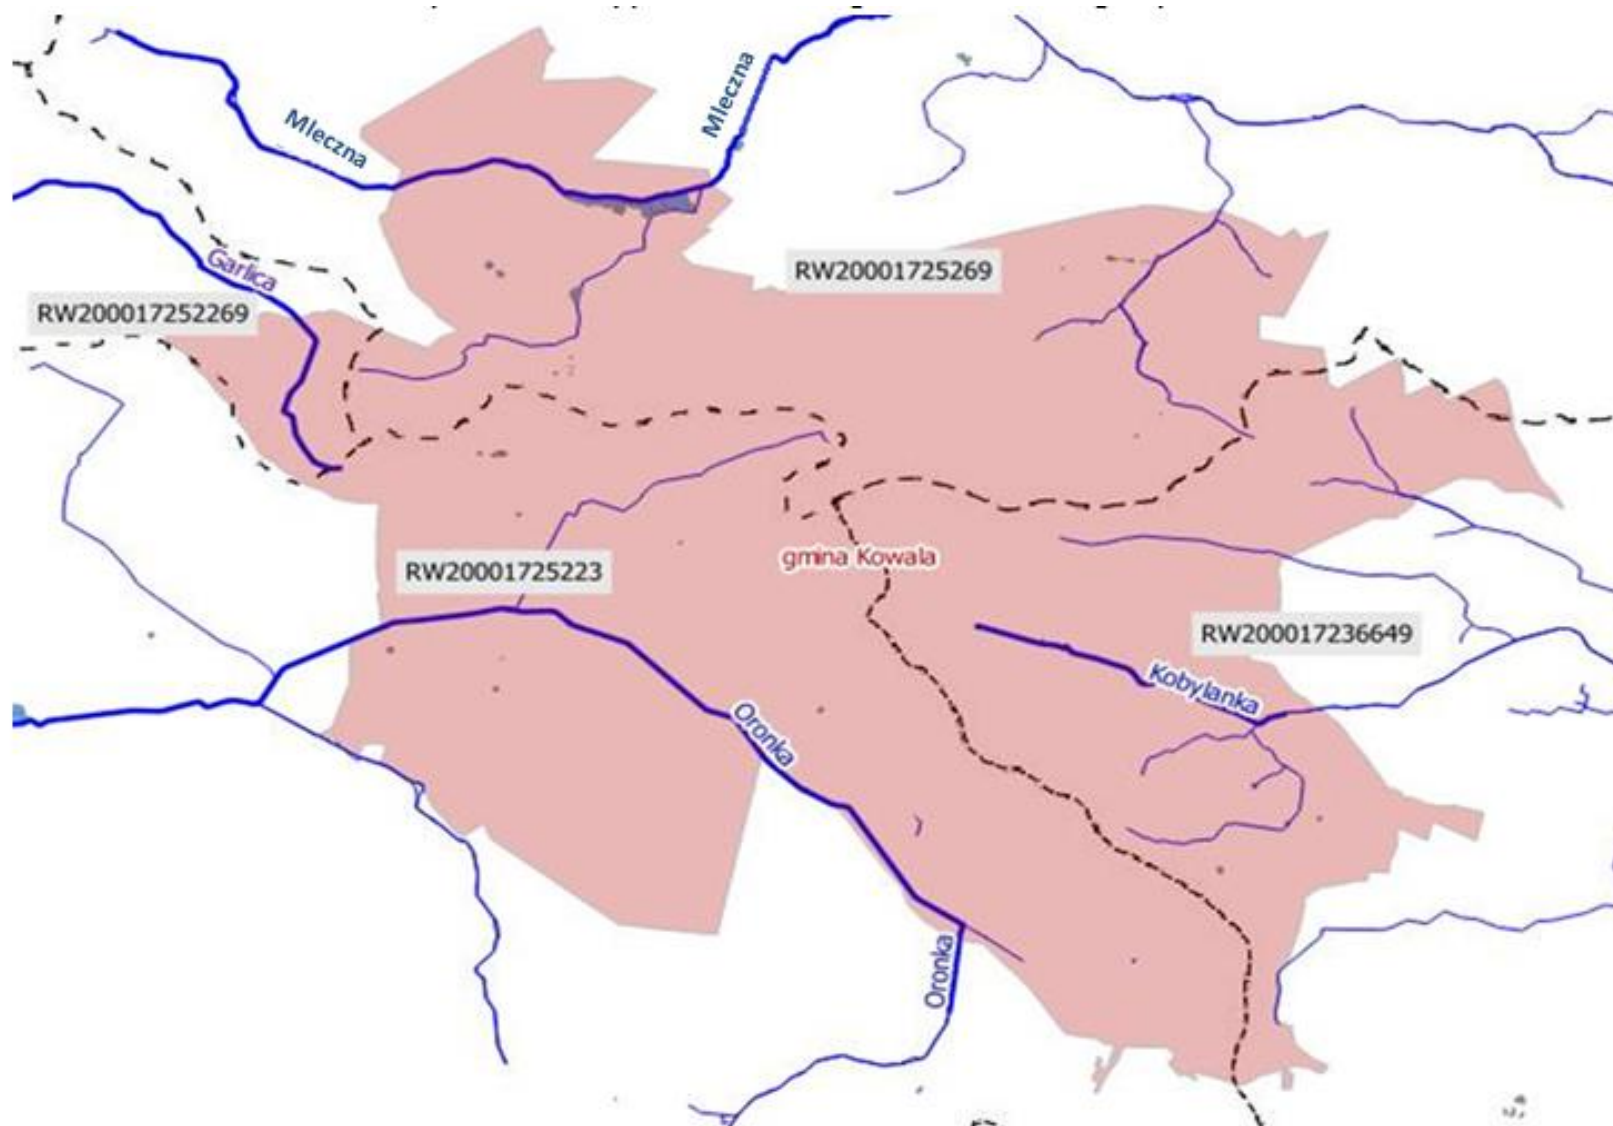 Mleczna
Mleczna
Garlica
RW20001725269
RW200017252269
gmina Kowala
RW20001725223
RW200017236649
Kobylanka
Oronka
Oronka